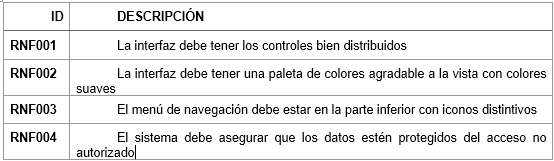 ID DESCRIPCIÓN
RNF001 La interfaz debe tener los controles bien distribuidos
RNF002 La interfaz debe tener una paleta de colores agradable a la vista con colores
suaves
RNF003 El menú de navegación debe estar en la parte inferior con iconos distintivos
RNF004 El sistema debe asegurar que los datos estén protegidos del acceso no
autorizado